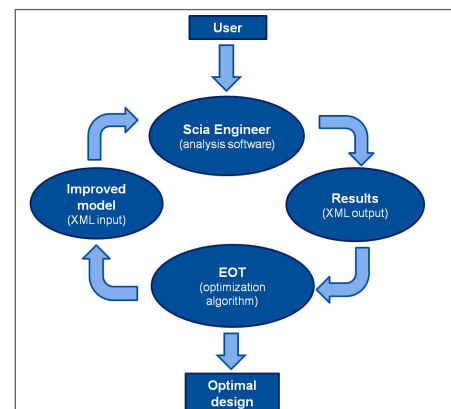 User
Scia Engineer
(analysis software)
Improved
model
(XML input)
Results
(XML output)
EOT
(optimization
algorithm)
Optimal
design